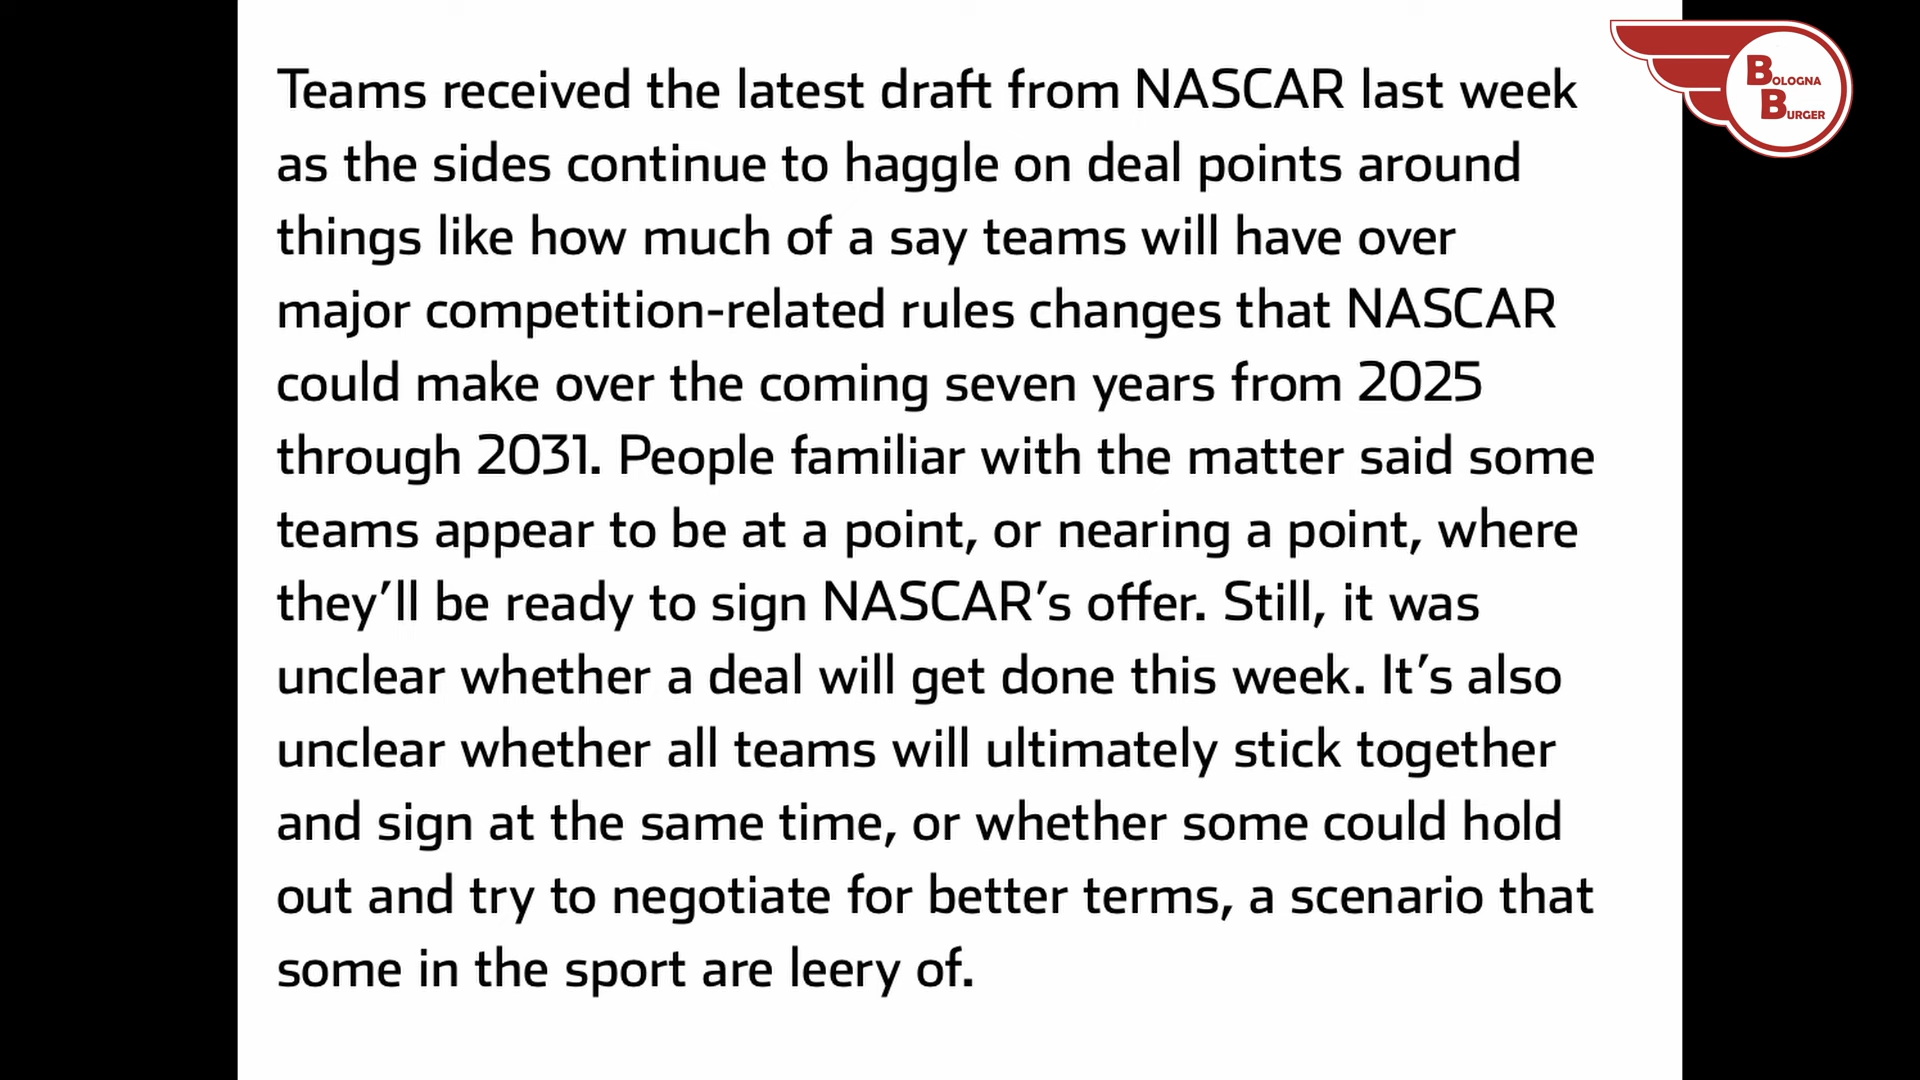 Teams received the latest draft from NASCAR last week
as the sides continue to haggle on deal points around
things like how much of a say teams will have over
major competition-related rules changes that NASCAR
could make over the coming seven years from 2025
through 2031. People familiar with the matter said some
teams appear to be at a point, or nearing a point, where
they’ll be ready to sign NASCAR’s offer. Still, it was
unclear whether a deal will get done this week. It’s also
unclear whether all teams will ultimately stick together
and sign at the same time, or whether some could hold
out and try to negotiate for better terms, a scenario that
some in the sport are leery of.
BOLOGNA
BURGER